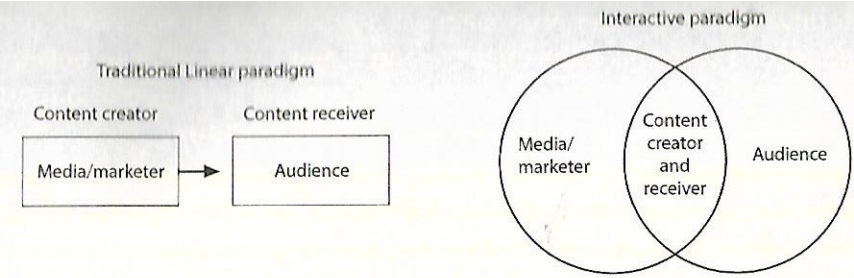 Traditional Linear paradigm
Content creator
Content receiver
Media/marketer
Audience
Interactive paradigm
Media/
marketer
Content
creator
and
receiver
Audience